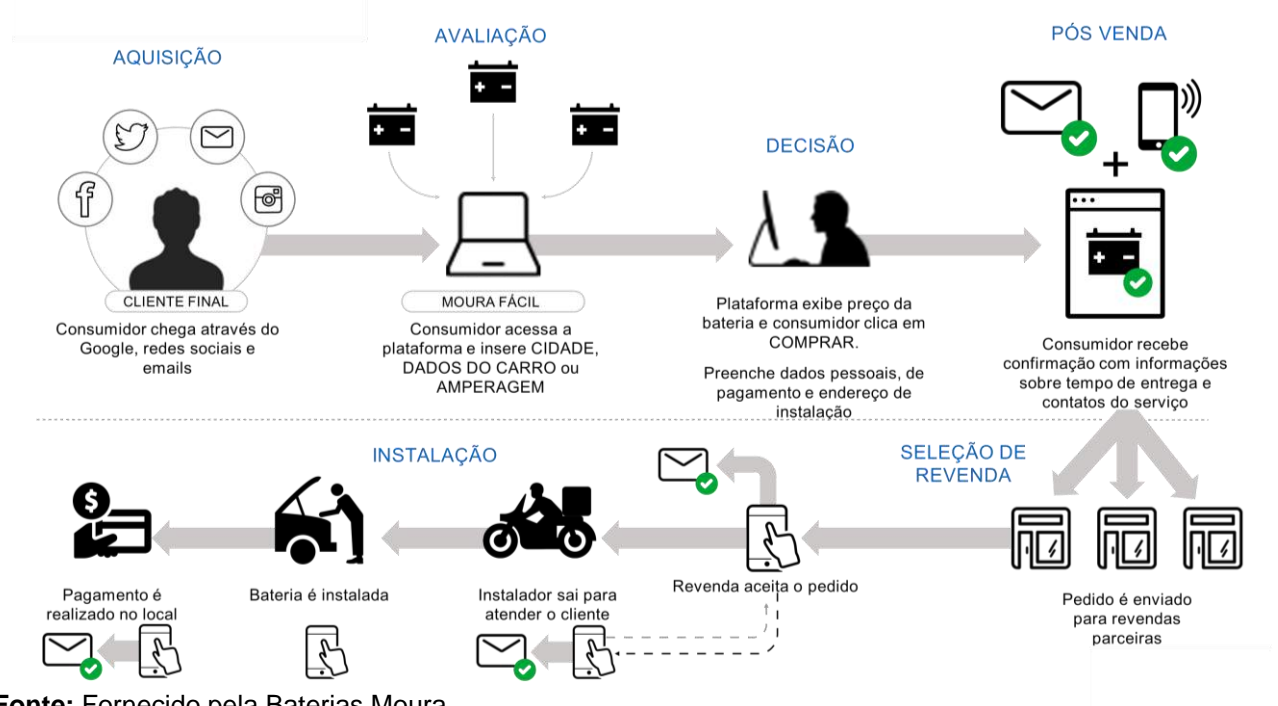 AQUISIÇÃO
CLIENTE FINAL
Consumidor chega através do
Google, redes sociais e
emails
AVALIAÇÃO
MOURA FÁCIL
Consumidor acessa a
plataforma e insere CIDADE,
DADOS DO CARRO ou
AMPERAGEM
DECISÃO
Plataforma exibe preço da
bateria e consumidor clica em
COMPRAR.
Preenche dados pessoais, de
pagamento e endereço de
instalação
PÓS VENDA
Consumidor recebe
confirmação com informações
sobre tempo de entrega e
contatos do serviço
SELEÇÃO DE
REVENDA
Pedido é enviado
para revendas
parceiras
Revenda aceita o pedido
INSTALAÇÃO
Instalador sai para
atender o cliente
Bateria é instalada
Pagamento é
realizado no local
Fonte: Fornecido pela Baterias Moura